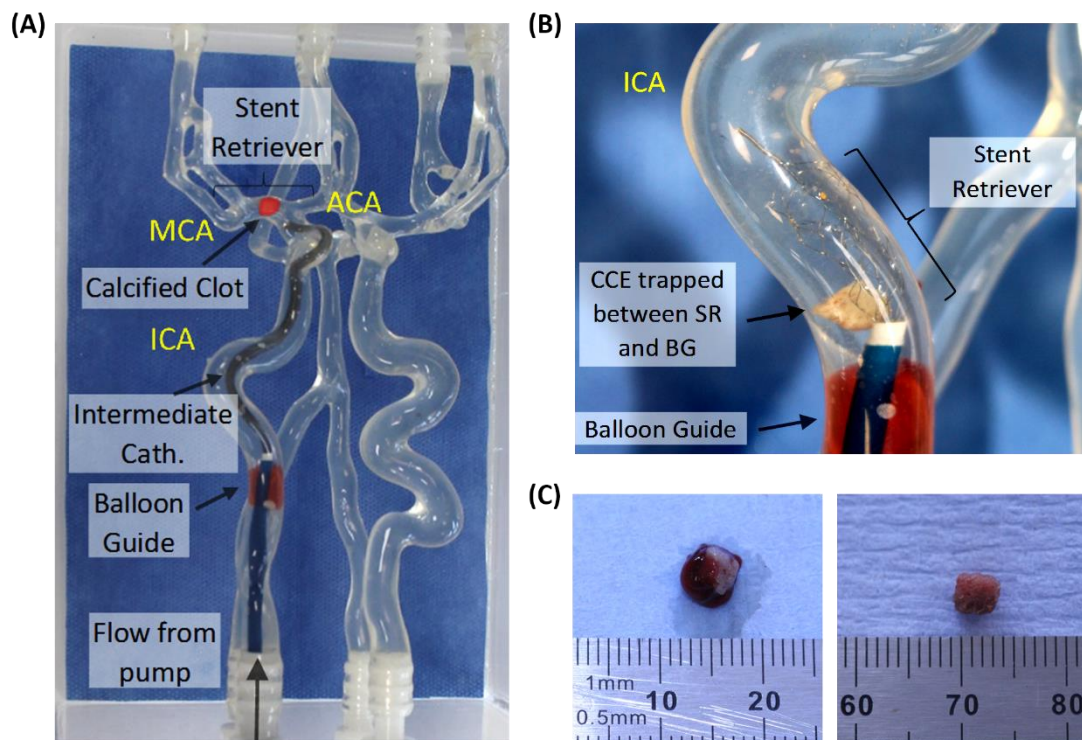 (A)
Stent
Retriever
ACA
MCA
Calcified Clot
ICA
Intermediate
Cath.
Balloon
Guide
Flow from
pump
(B)
ICA
Stent
Retriever
CCE trapped
between SR
and BG
Balloon Guide
(C)
1mm 10 20
0.5mm
60 70 80